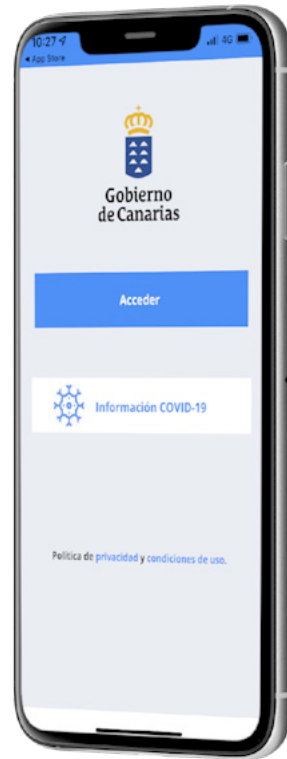 10:27
4G
◀ App Store
Gobierno
de Canarias
Acceder
Información COVID-19
Política de privacidad y condiciones de uso.